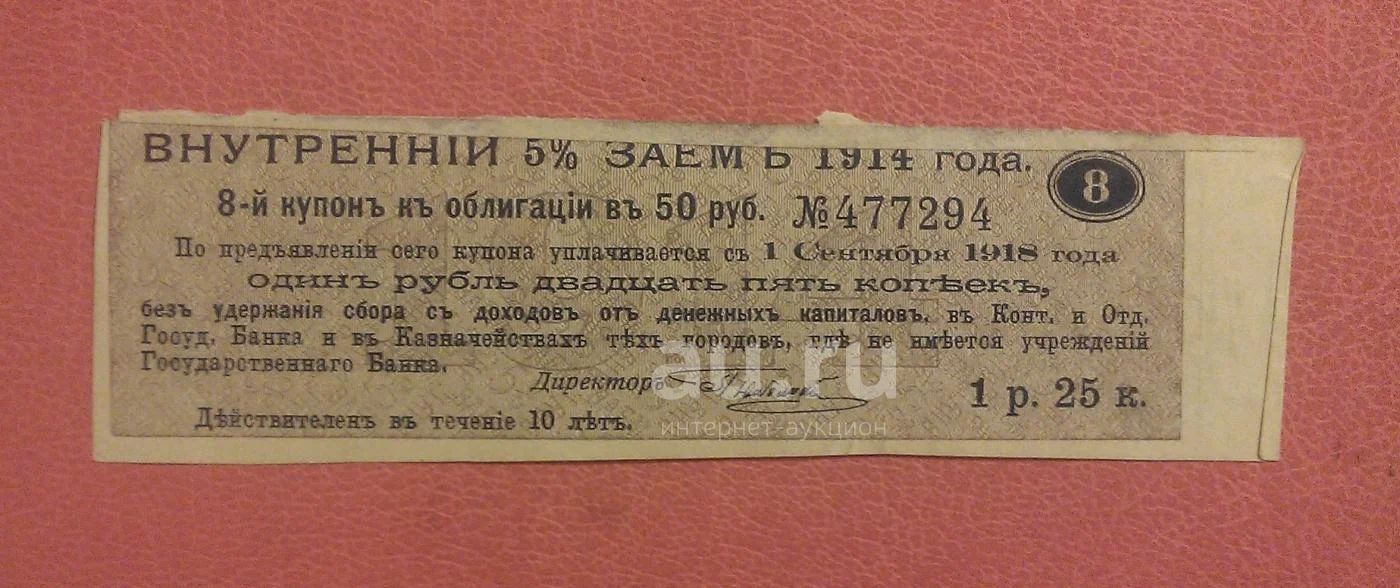 ВНУТРЕННІЙ 5% ЗАЕМЪ 1914 года.
8
8-й купонъ къ облигаціи въ 50 руб. №477294
По предъявленіи сего купона уплачивается съ 1 Сентября 1918 года
одинъ рубль двадцать пять копѣекъ,
безъ удержанія сбора съ доходовъ отъ денежныхъ капиталовъ, въ Конт. и Отд.
Госуд. Банка и въ Казначействахъ тѣхъ городовъ, гдѣ не имѣется учрежденій
Государственнаго Банка.
Директоръ
1 р. 25 к.
Дѣйствителенъ въ теченіе 10 лѣтъ.
au.ru
интернет-аукцион